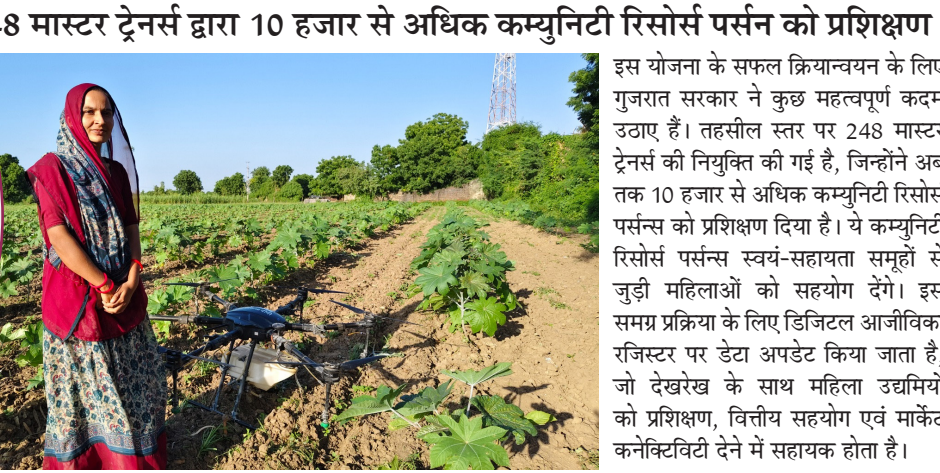 48 मास्टर ट्रेनर्स द्वारा 10 हजार से अधिक कम्युनिटी रिसोर्स पर्सन को प्रशिक्षण
इस योजना के सफल क्रियान्वयन के लिए
गुजरात सरकार ने कुछ महत्वपूर्ण कदम
उठाए हैं। तहसील स्तर पर 248 मास्टर
ट्रेनर्स की नियुक्ति की गई है, जिन्होंने अब
तक 10 हजार से अधिक कम्युनिटी रिसोर्स
पर्सन्स को प्रशिक्षण दिया है। ये कम्युनिटी
रिसोर्स पर्सन्स स्वयं-सहायता समूहों से
जुड़ी महिलाओं को सहयोग देंगे। इस
समग्र प्रक्रिया के लिए डिजिटल आजीविका
रजिस्टर पर डेटा अपडेट किया जाता है,
जो देखरेख के साथ महिला उद्यमियों
को प्रशिक्षण, वित्तीय सहयोग एवं मार्केट
कनेक्टिविटी देने में सहायक होता है।